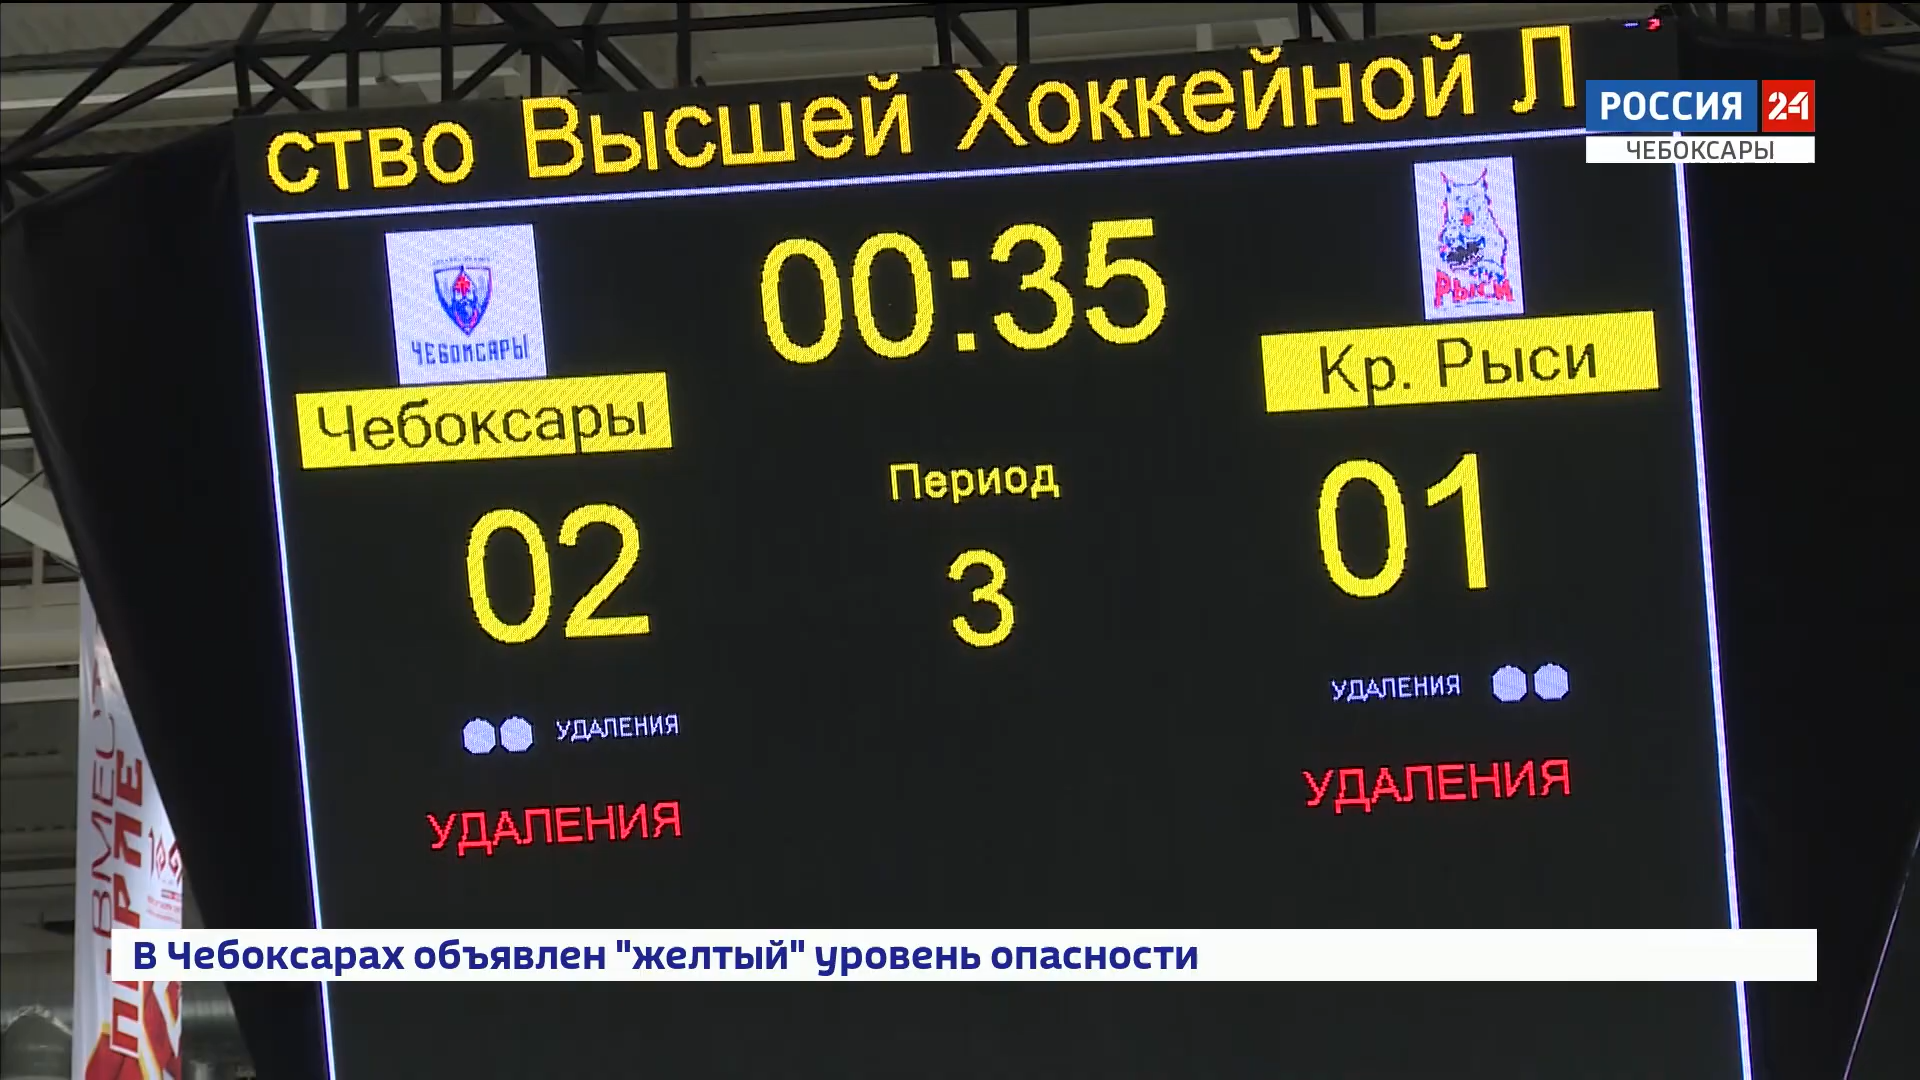 ство Высшей Хоккейной Л
РОССИЯ 24
ЧЕБОКСАРЫ
ЧЕБОКСАРЫ
00:35
РЫСИ
Чебоксары
Кр. Рыси
02
Период
01
3
УДАЛЕНИЯ
УДАЛЕНИЯ
УДАЛЕНИЯ
УДАЛЕНИЯ
ВМЕСТ
В Чебоксарах объявлен "желтый" уровень опасности